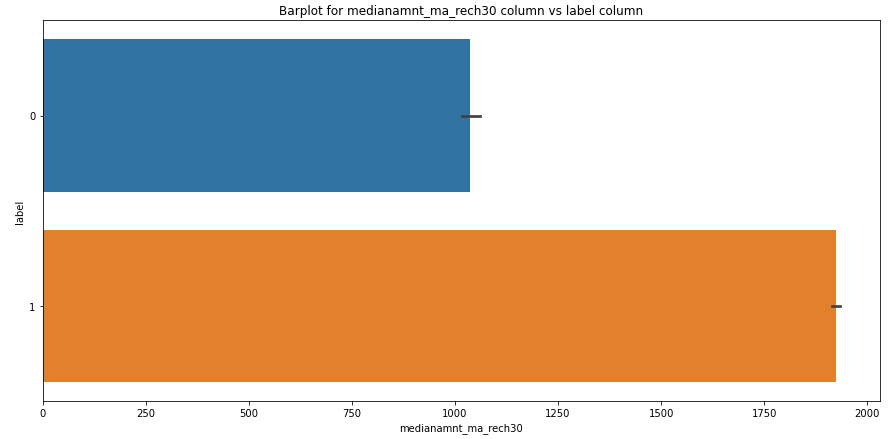 Barplot for medianamnt_ma_rech30 column vs label column
0
label
1
0 250 500 750 1000 1250 1500 1750 2000
medianamnt_ma_rech30